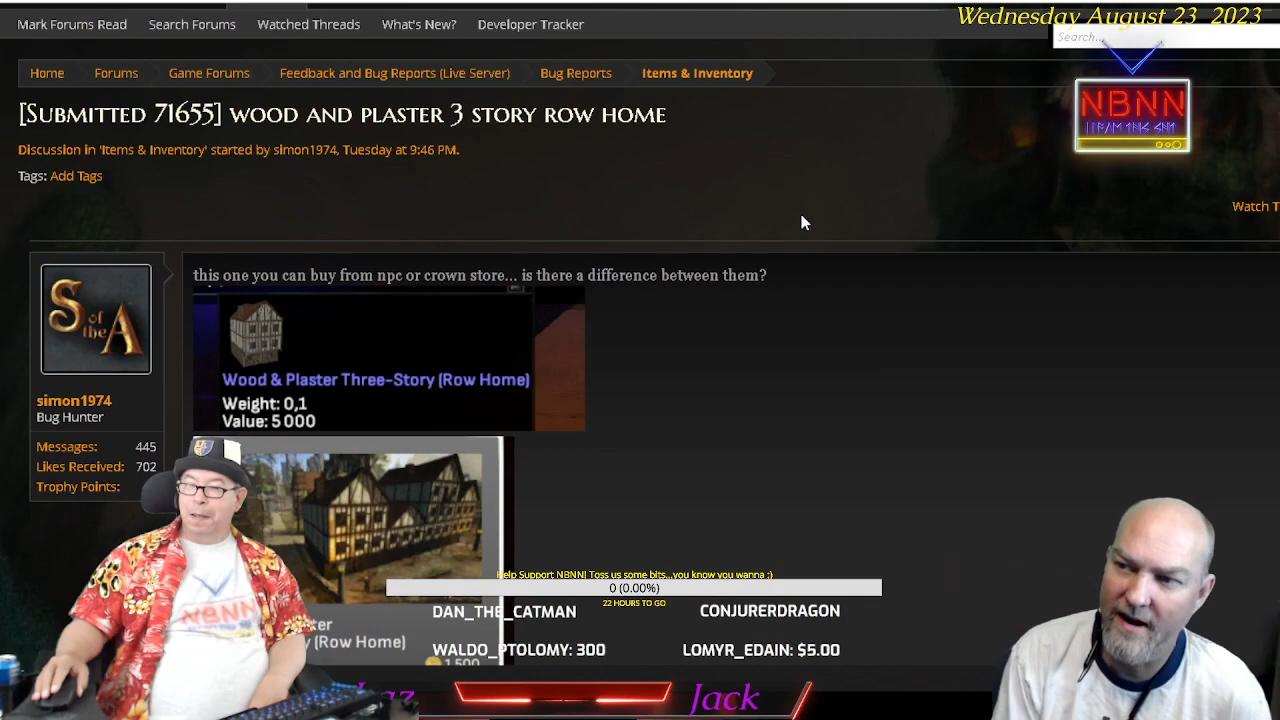 Mark Forums Read Search Forums Watched Threads What's New? Developer Tracker
Wednesday August 23 2023
Search...
Home Forums Game Forums Feedback and Bug Reports (Live Server) Bug Reports Items & Inventory
NBNN
[Submitted 71655] wood and plaster 3 story row home
Discussion in 'Items & Inventory' started by simon1974, Tuesday at 9:46 PM.
Tags: Add Tags
Watch T
this one you can buy from npc or crown store... is there a difference between them?
S of the A
Wood & Plaster Three-Story (Row Home)
Weight: 0,1
Value: 5 000
simon1974
Bug Hunter
Messages: 445
Likes Received: 702
Trophy Points:
NBNN
(Row Home)
1,500
Help Support NBNN! Toss us some bits...you know you wanna :)
0 (0.00%)
22 HOURS TO GO
DAN_THE_CATMAN CONJURERDRAGON
WALDO_PTOLOMY: 300 LOMYR_EDAIN: $5.00
Jack